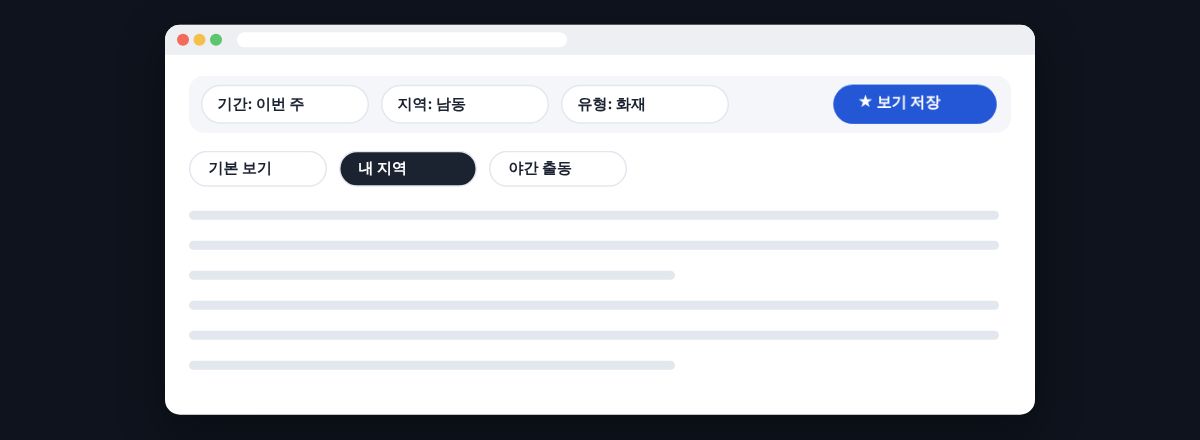 기간: 이번 주
지역: 남동
유형: 화재
★ 보기 저장
기본 보기
내 지역
야간 출동